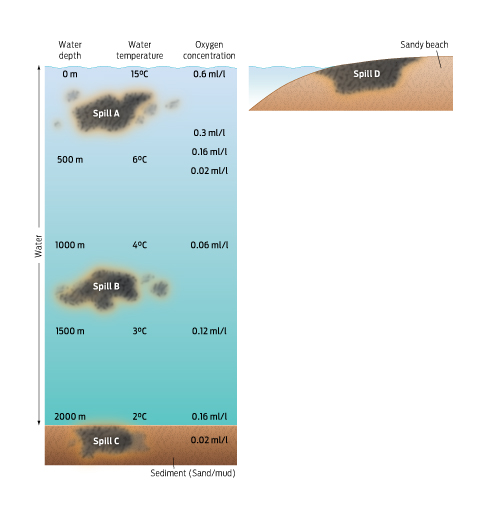 Water depth
Water temperature
Oxygen concentration
Sandy beach
0 m 15ºC 0.6 ml/l
Spill D
Spill A
0.3 ml/l
0.16 ml/l
500 m 6ºC
0.02 ml/l
Water
1000 m 4ºC 0.06 ml/l
Spill B
1500 m 3ºC 0.12 ml/l
2000 m 2ºC 0.16 ml/l
Spill C 0.02 ml/l
Sediment (Sand/mud)